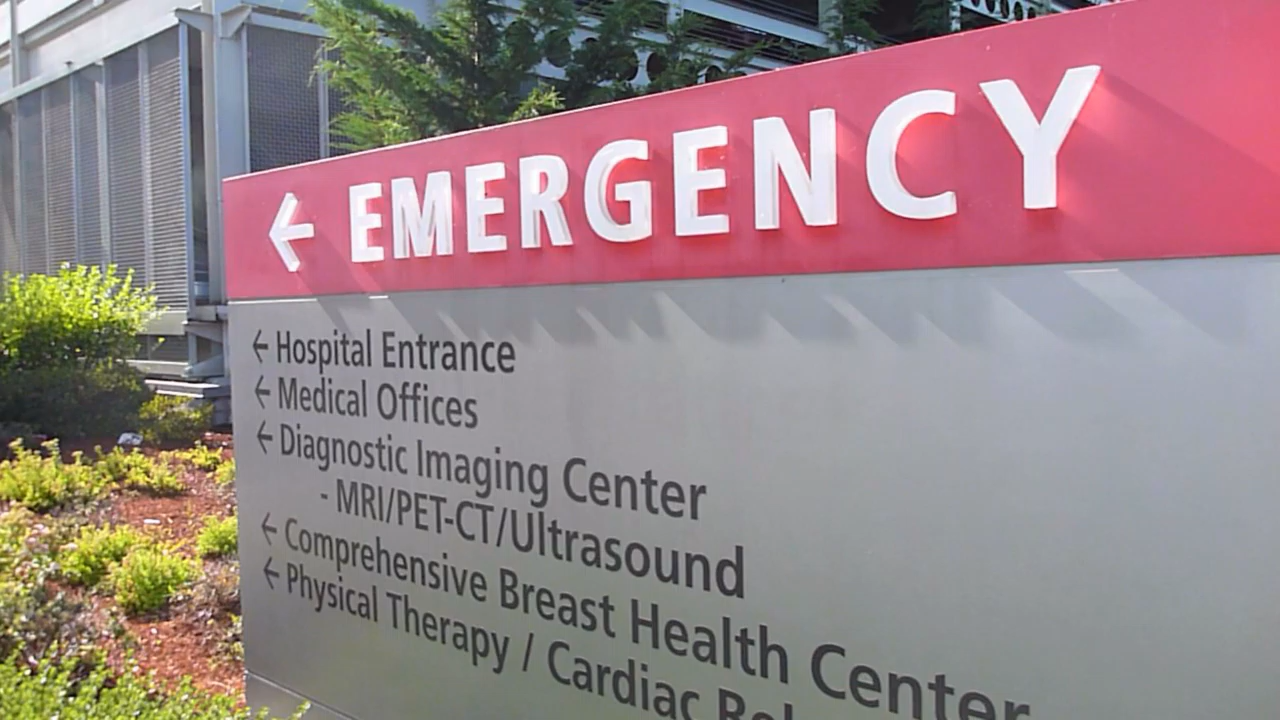 ← EMERGENCY
← Hospital Entrance
← Medical Offices
← Diagnostic Imaging Center
- MRI/PET-CT/Ultrasound
← Comprehensive Breast Health Center
← Physical Therapy / Cardiac